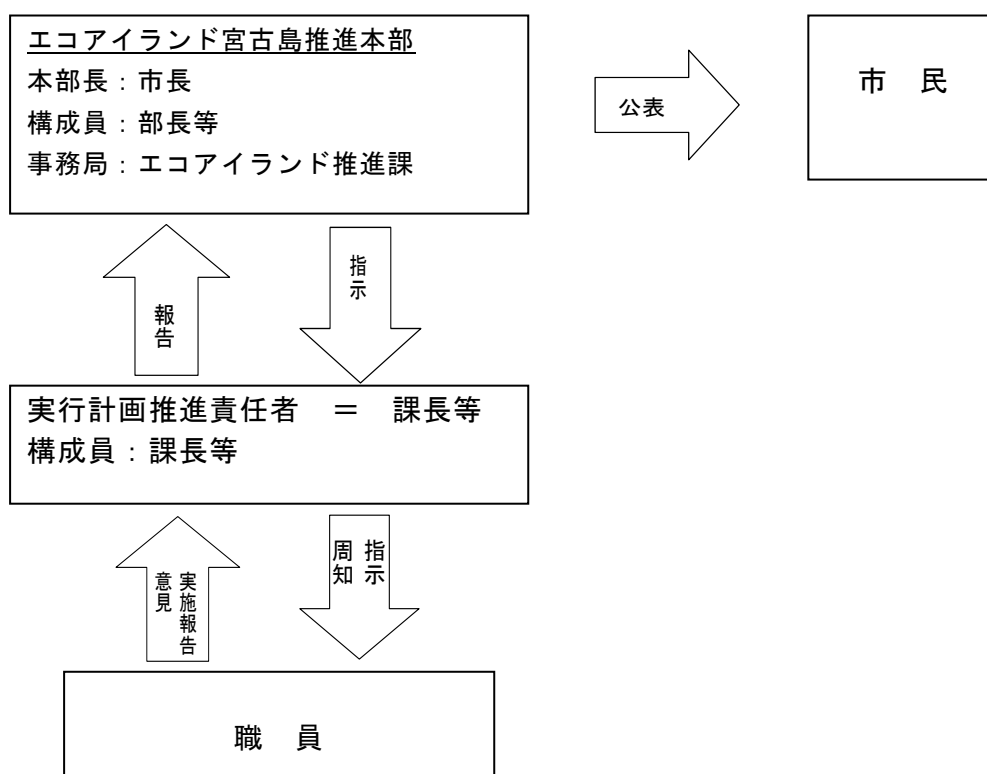 エコアイランド宮古島推進本部
本部長：市長
構成員：部長等
事務局：エコアイランド推進課
公表
市　民
報告
指示
実行計画推進責任者　＝　課長等
構成員：課長等
実施報告
意見
指示
周知
職　員